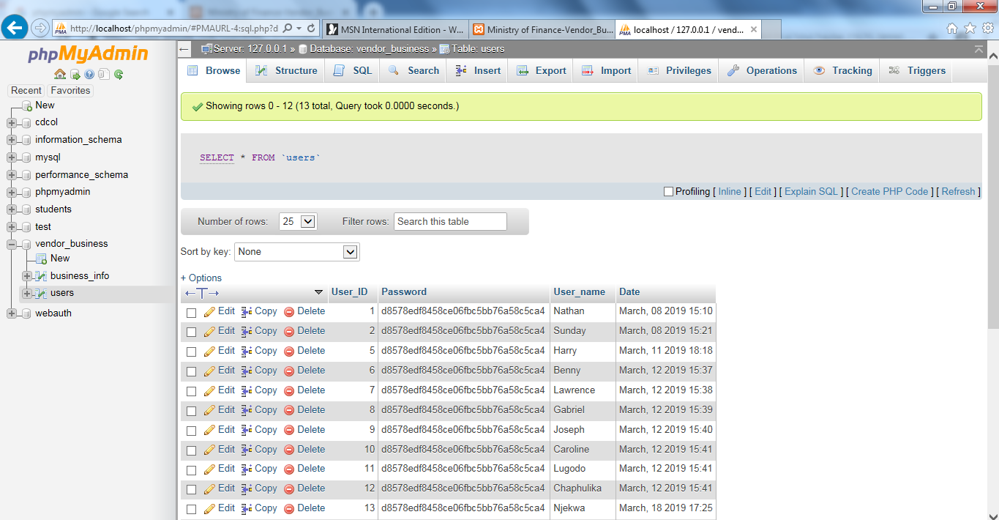 http://localhost/phpmyadmin/#PMAURL-4:sql.php?d
MSN International Edition - W...
Ministry of Finance-Vendor_Bu...
localhost / 127.0.0.1 / vend...
phpMyAdmin
Recent Favorites
New
cdcol
information_schema
mysql
performance_schema
phpmyadmin
students
test
vendor_business
New
business_info
users
webauth
Server: 127.0.0.1 » Database: vendor_business » Table: users
Browse Structure SQL Search Insert Export Import Privileges Operations Tracking Triggers
Showing rows 0 - 12 (13 total, Query took 0.0000 seconds.)
SELECT * FROM `users`
Profiling [ Inline ] [ Edit ] [ Explain SQL ] [ Create PHP Code ] [ Refresh ]
Number of rows: 25 Filter rows: Search this table
Sort by key: None
+ Options
User_ID Password User_name Date
Edit Copy Delete 1 d8578edf8458ce06fbc5bb76a58c5ca4 Nathan March, 08 2019 15:10
Edit Copy Delete 2 d8578edf8458ce06fbc5bb76a58c5ca4 Sunday March, 08 2019 15:21
Edit Copy Delete 5 d8578edf8458ce06fbc5bb76a58c5ca4 Harry March, 11 2019 18:18
Edit Copy Delete 6 d8578edf8458ce06fbc5bb76a58c5ca4 Benny March, 12 2019 15:37
Edit Copy Delete 7 d8578edf8458ce06fbc5bb76a58c5ca4 Lawrence March, 12 2019 15:38
Edit Copy Delete 8 d8578edf8458ce06fbc5bb76a58c5ca4 Gabriel March, 12 2019 15:39
Edit Copy Delete 9 d8578edf8458ce06fbc5bb76a58c5ca4 Joseph March, 12 2019 15:40
Edit Copy Delete 10 d8578edf8458ce06fbc5bb76a58c5ca4 Caroline March, 12 2019 15:41
Edit Copy Delete 11 d8578edf8458ce06fbc5bb76a58c5ca4 Lugodo March, 12 2019 15:41
Edit Copy Delete 12 d8578edf8458ce06fbc5bb76a58c5ca4 Chaphulika March, 12 2019 15:41
Edit Copy Delete 13 d8578edf8458ce06fbc5bb76a58c5ca4 Njekwa March, 18 2019 17:25